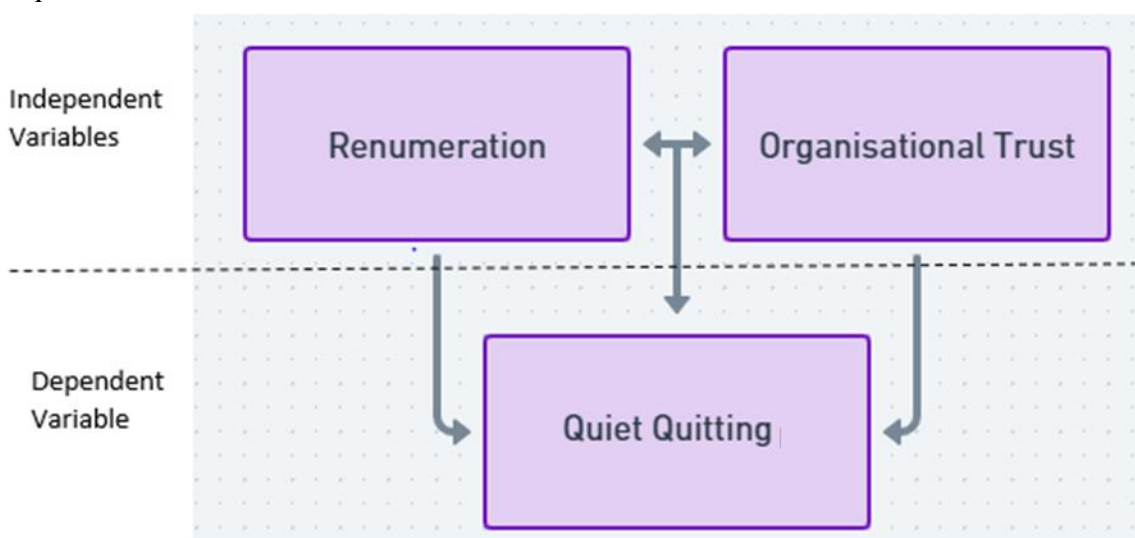 Independent
Variables
Renumeration
Organisational Trust
Dependent
Variable
Quiet Quitting